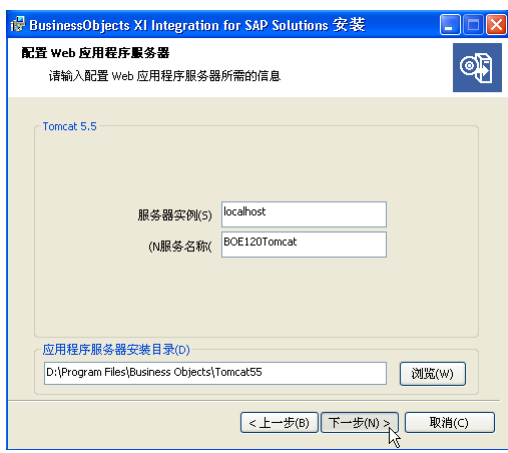 BusinessObjects XI Integration for SAP Solutions 安装
配置 Web 应用程序服务器
请输入配置 Web 应用程序服务器所需的信息
Tomcat 5.5
服务器实例(S)
localhost
(N服务名称(
BOE120Tomcat
应用程序服务器安装目录(D)
D:\Program Files\Business Objects\Tomcat55
浏览(W)
< 上一步(B)
下一步(N) >
取消(C)